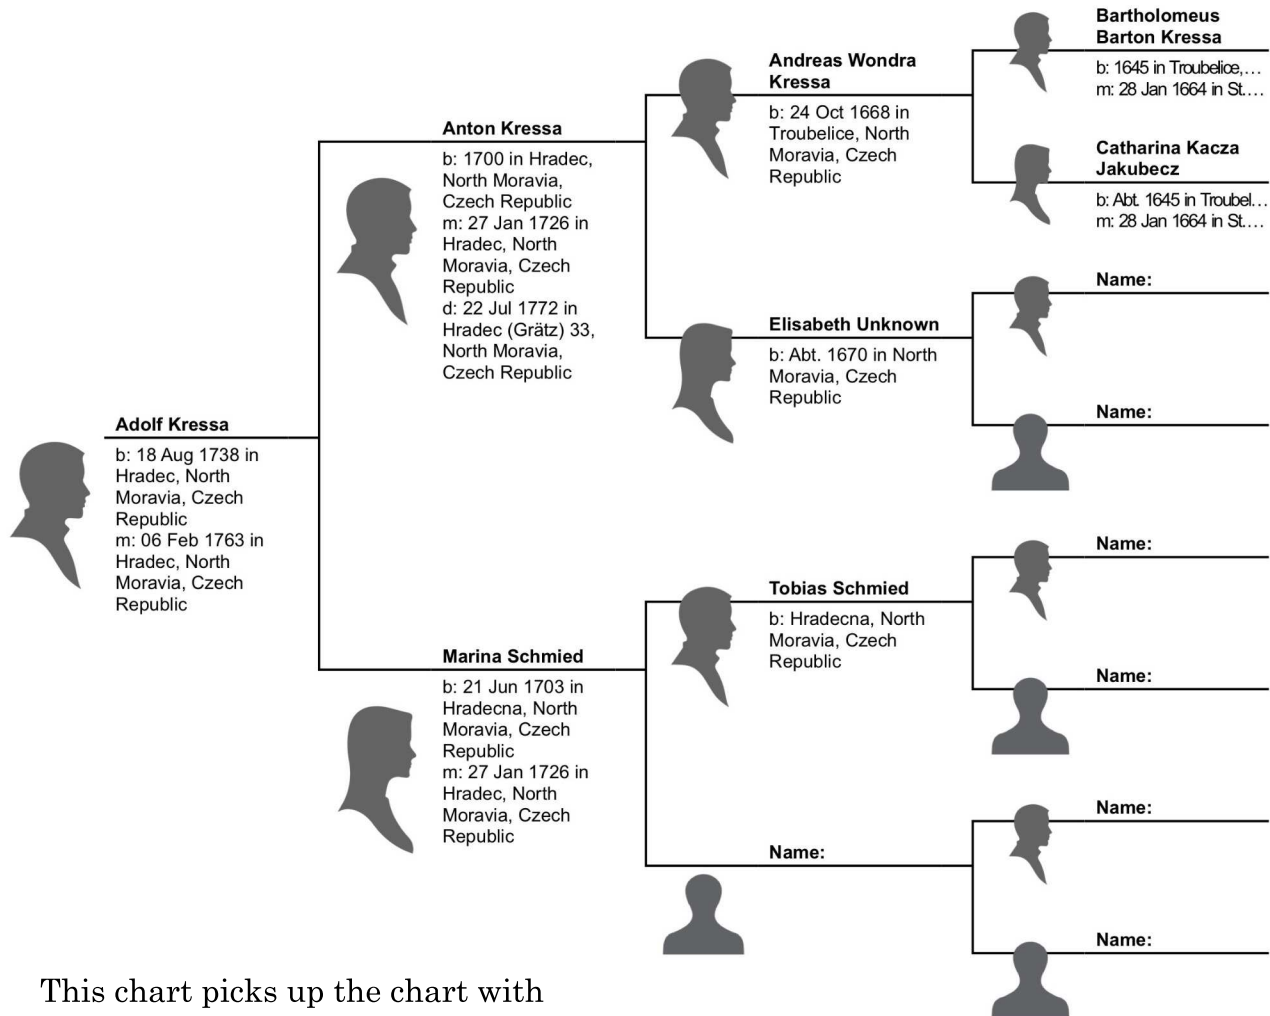 Bartholomeus
Barton Kressa
b: 1645 in Troubelice,…
m: 28 Jan 1664 in St.…
Andreas Wondra
Kressa
b: 24 Oct 1668 in
Troubelice, North
Moravia, Czech
Republic
Catharina Kacza
Jakubecz
b: Abt. 1645 in Troubel…
m: 28 Jan 1664 in St.…
Anton Kressa
b: 1700 in Hradec,
North Moravia,
Czech Republic
m: 27 Jan 1726 in
Hradec, North
Moravia, Czech
Republic
d: 22 Jul 1772 in
Hradec (Grätz) 33,
North Moravia,
Czech Republic
Name:
Elisabeth Unknown
b: Abt. 1670 in North
Moravia, Czech
Republic
Name:
Adolf Kressa
b: 18 Aug 1738 in
Hradec, North
Moravia, Czech
Republic
m: 06 Feb 1763 in
Hradec, North
Moravia, Czech
Republic
Name:
Tobias Schmied
b: Hradecna, North
Moravia, Czech
Republic
Name:
Marina Schmied
b: 21 Jun 1703 in
Hradecna, North
Moravia, Czech
Republic
m: 27 Jan 1726 in
Hradec, North
Moravia, Czech
Republic
Name:
Name:
Name:
This chart picks up the chart with